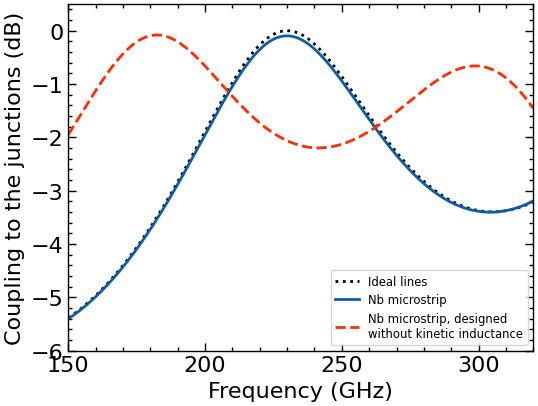 Coupling to the junctions (dB)
0
−1
−2
−3
−4
−5
−6
150
200
250
300
Frequency (GHz)
Ideal lines
Nb microstrip
Nb microstrip, designed
without kinetic inductance